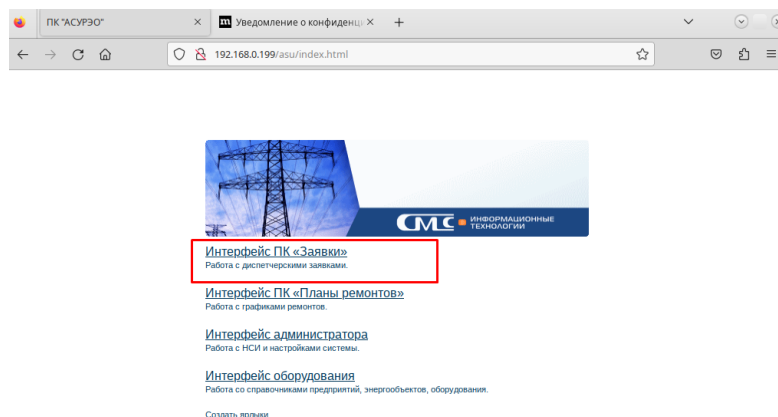 ПК "АСУРЭО"
Уведомление о конфиденци
192.168.0.199/asu/index.html
СМС ИНФОРМАЦИОННЫЕ
ТЕХНОЛОГИИ
Интерфейс ПК «Заявки»
Работа с диспетчерскими заявками.
Интерфейс ПК «Планы ремонтов»
Работа с графиками ремонтов.
Интерфейс администратора
Работа с НСИ и настройками системы.
Интерфейс оборудования
Работа со справочниками предприятий, энергообъектов, оборудования.
Создать ярлыки